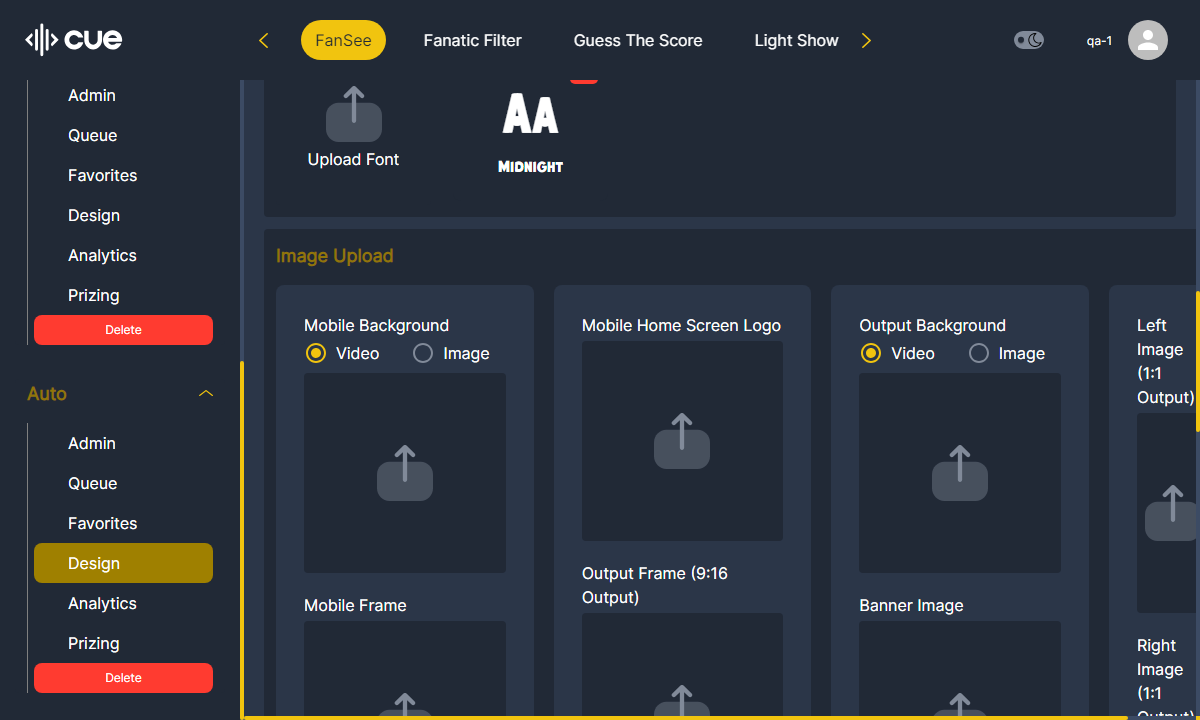 cue
FanSee
Fanatic Filter
Guess The Score
Light Show
qa-1
Admin
Queue
Favorites
Design
Analytics
Prizing
Delete
Auto
Admin
Queue
Favorites
Design
Analytics
Prizing
Delete
Upload Font
AA
MIDNIGHT
Image Upload
Mobile Background
Video
Image
Mobile Frame
Mobile Home Screen Logo
Output Frame (9:16
Output)
Output Background
Video
Image
Banner Image
Left
Image
(1:1
Output)
Right
Image
(1:1
Output)